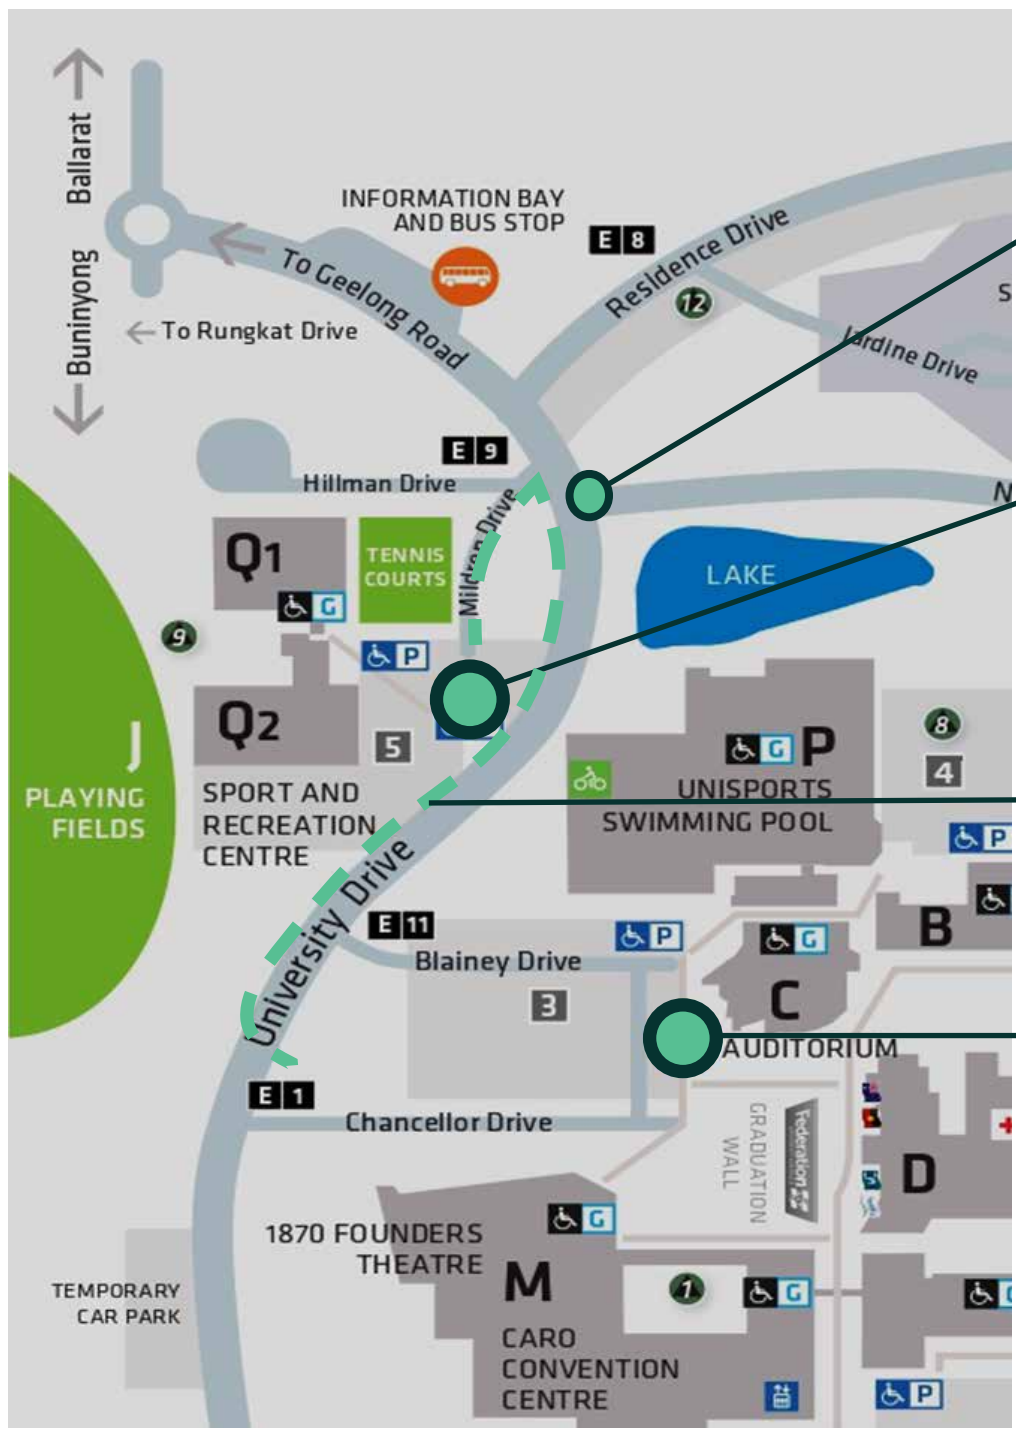 Ballarat
Buninyong
INFORMATION BAY
AND BUS STOP
E 8
Residence Drive
To Geelong Road
12
To Rungkat Drive
Jardine Drive
S
E 9
Hillman Drive
Mildren Drive
N
Q1
TENNIS
COURTS
LAKE
G
9
P
Q2
5
J
PLAYING
FIELDS
SPORT AND
RECREATION
CENTRE
G P
UNISPORTS
SWIMMING POOL
8
4
P
University Drive
E 11
P
G
B
Blainey Drive
3
C
AUDITORIUM
E 1
Chancellor Drive
GRADUATION
WALL
Federation
D
1870 FOUNDERS
THEATRE
G
M
1
G
G
TEMPORARY
CAR PARK
CARO
CONVENTION
CENTRE
P